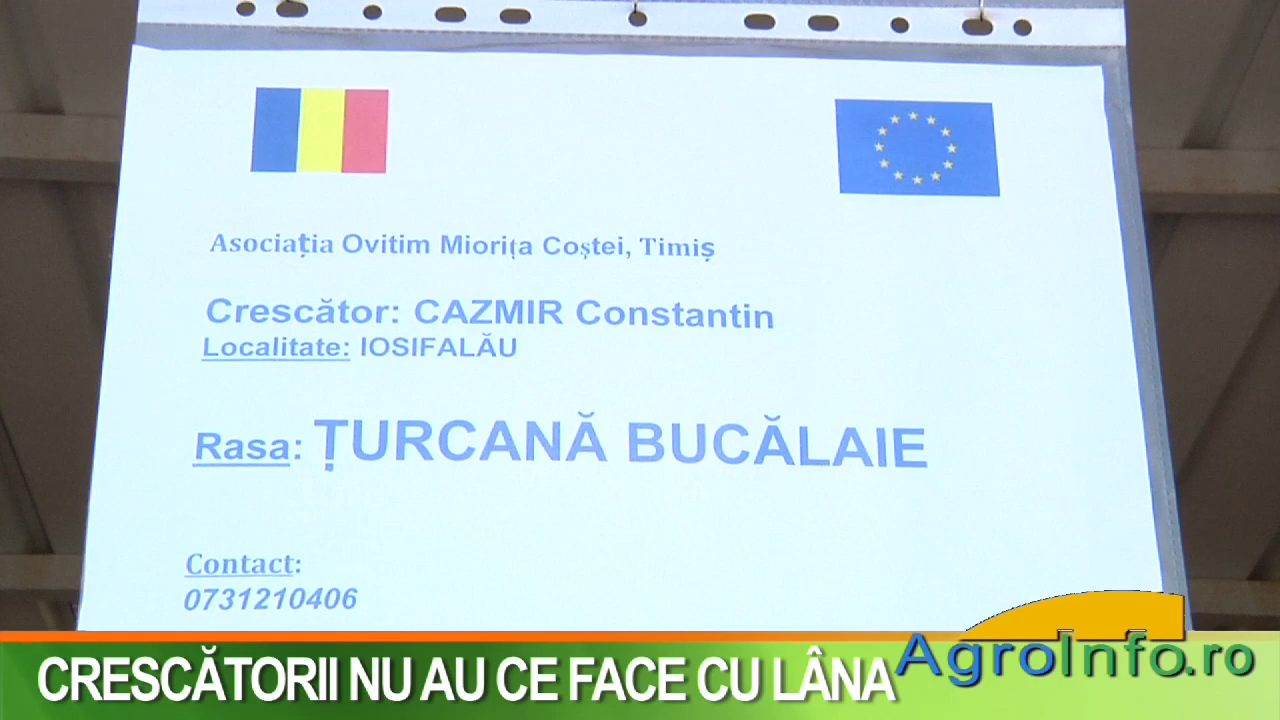 Asociația Ovitim Miorița Coștei, Timiș
Crescător: CAZMIR Constantin
Localitate: IOSIFALĂU
Rasa: ȚURCANĂ BUCĂLAIE
Contact:
0731210406
CRESCĂTORII NU AU CE FACE CU LÂNA
AgroInfo.ro